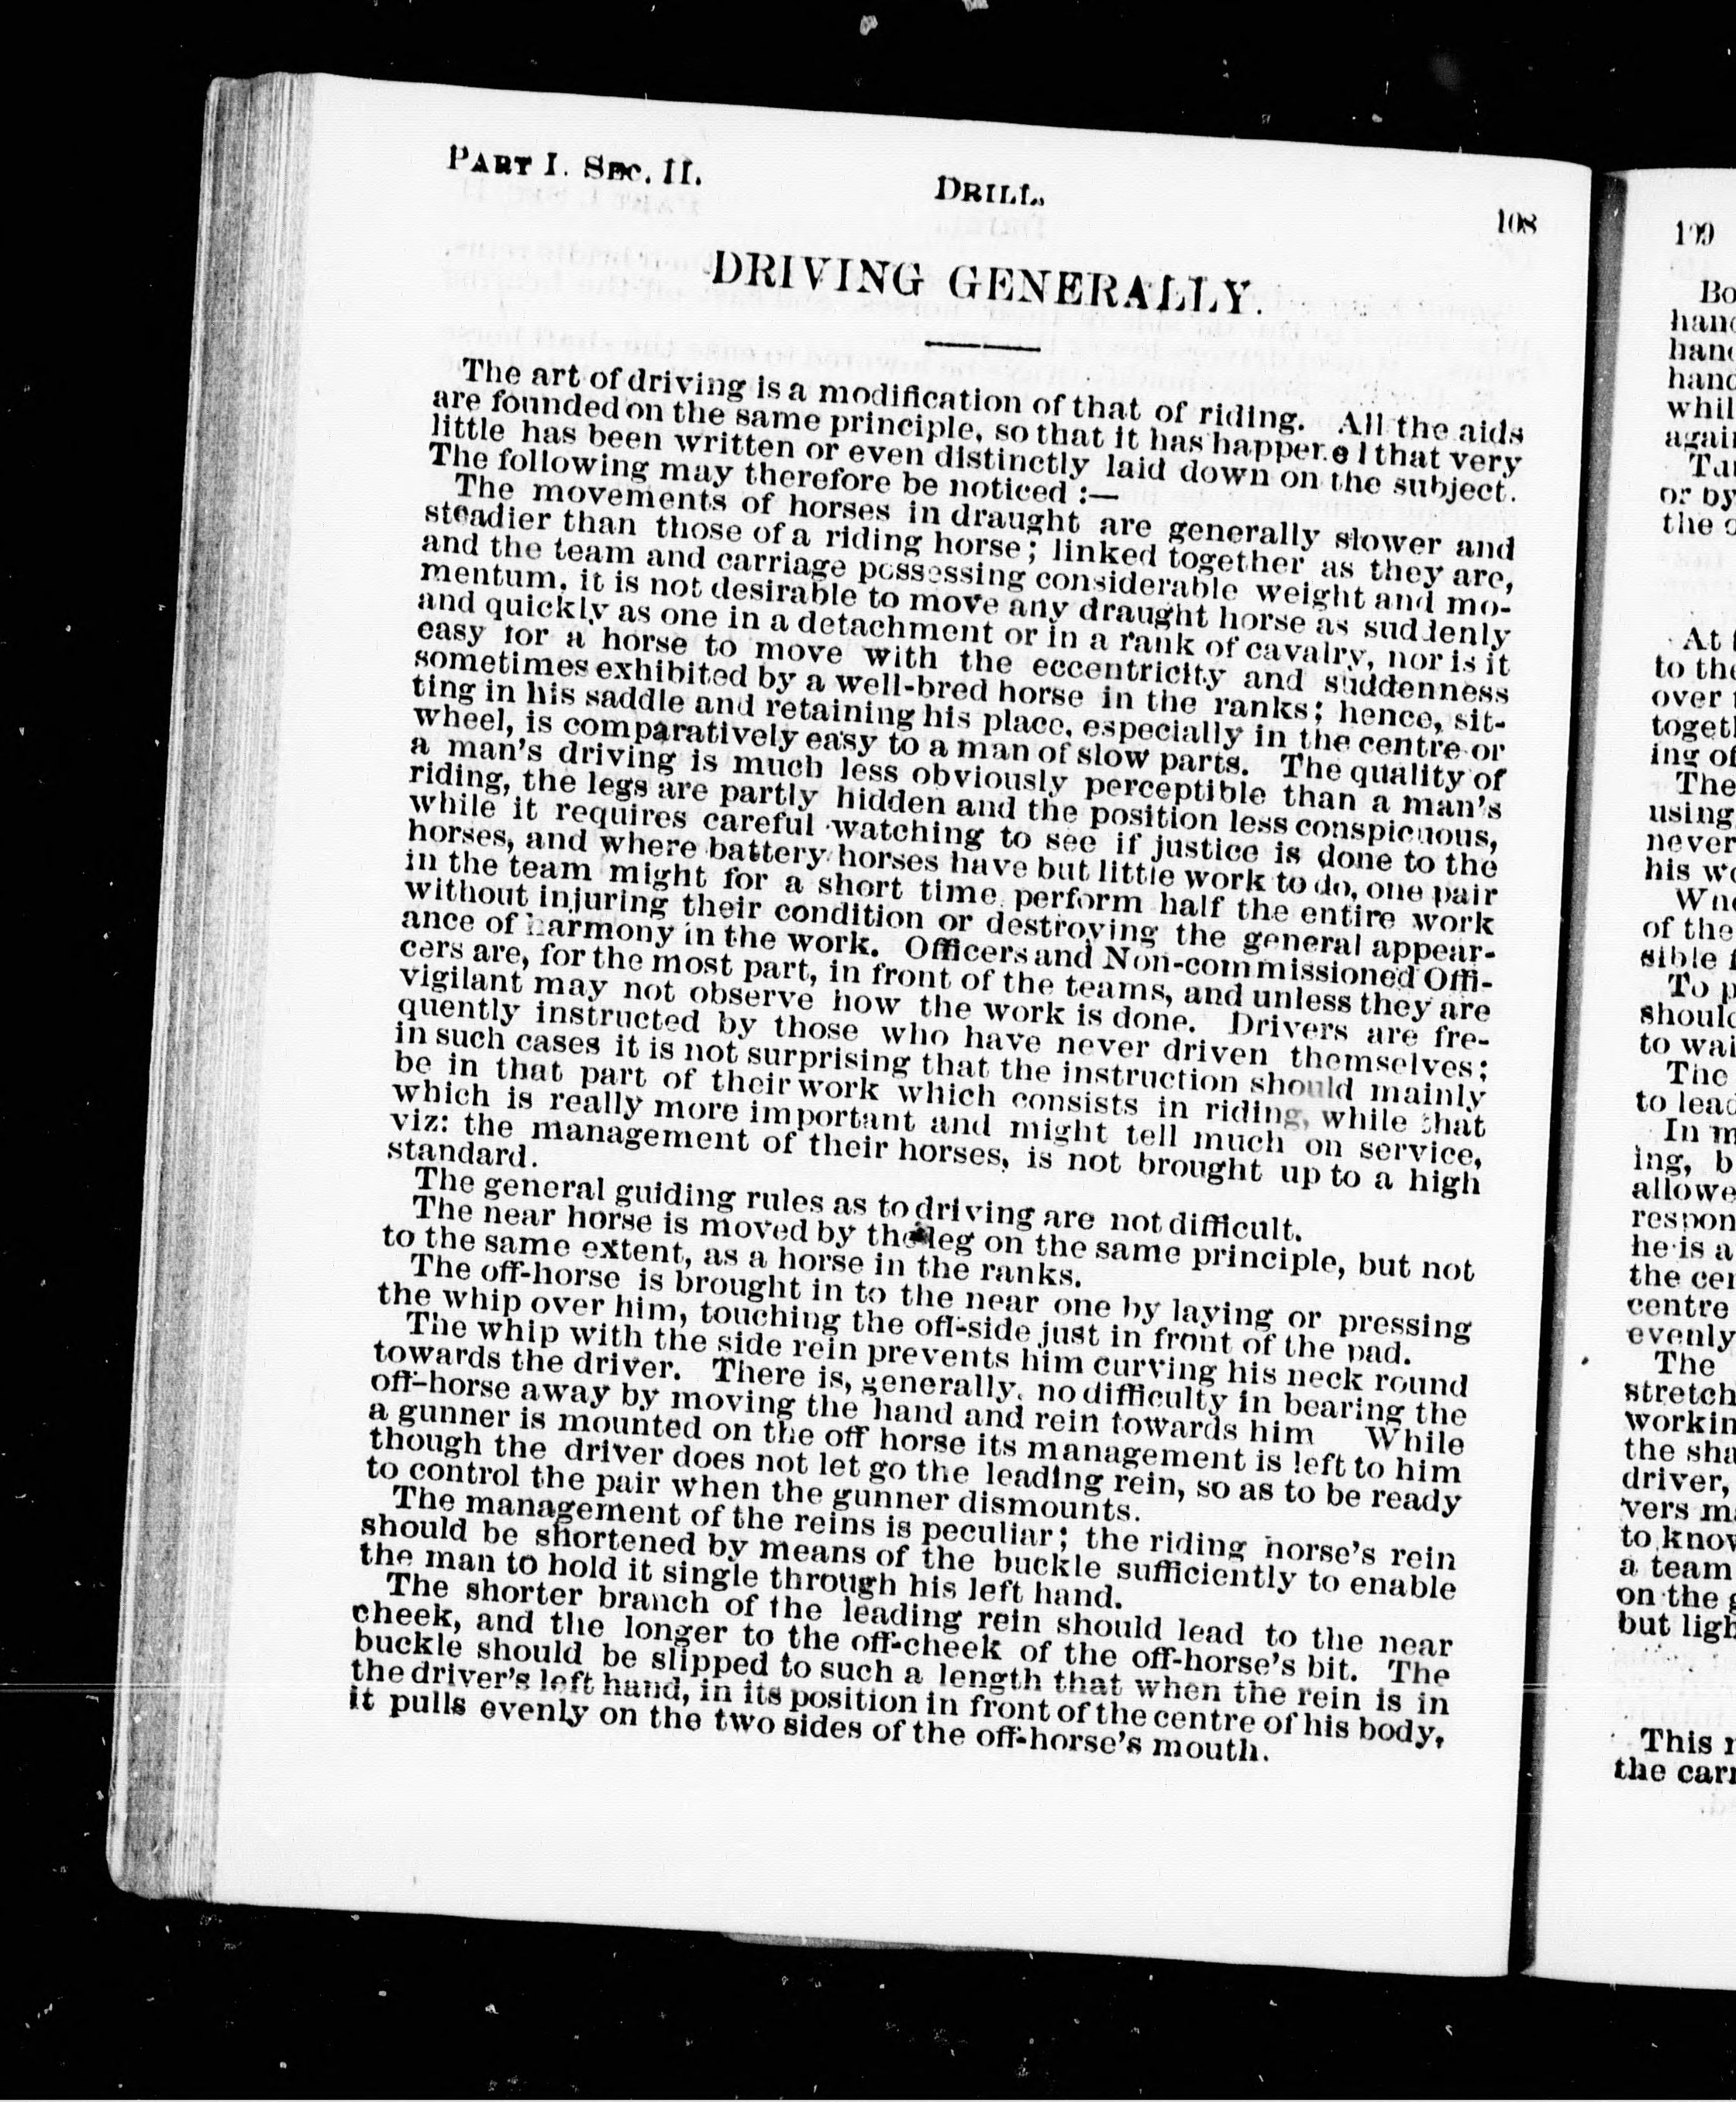 PART I. SEC. II.
DRILL.
108
DRIVING GENERALLY.
The art of driving is a modification of that of riding. All the aids
are founded on the same principle, so that it has happened that very
little has been written or even distinctly laid down on the subject.
The following may therefore be noticed :—
The movements of horses in draught are generally slower and
steadier than those of a riding horse; linked together as they are,
and the team and carriage possessing considerable weight and mo-
mentum, it is not desirable to move any draught horse as suddenly
and quickly as one in a detachment or in a rank of cavalry, nor is it
easy for a horse to move with the eccentricity and suddenness
sometimes exhibited by a well-bred horse in the ranks; hence, sit-
ting in his saddle and retaining his place, especially in the centre or
wheel, is comparatively easy to a man of slow parts. The quality of
a man's driving is much less obviously perceptible than a man's
riding, the legs are partly hidden and the position less conspicuous,
while it requires careful watching to see if justice is done to the
horses, and where battery horses have but little work to do, one pair
in the team might for a short time perform half the entire work
without injuring their condition or destroying the general appear-
ance of harmony in the work. Officers and Non-commissioned Offi-
cers are, for the most part, in front of the teams, and unless they are
vigilant may not observe how the work is done. Drivers are fre-
quently instructed by those who have never driven themselves;
in such cases it is not surprising that the instruction should mainly
be in that part of their work which consists in riding, while that
which is really more important and might tell much on service,
viz: the management of their horses, is not brought up to a high
standard.
The general guiding rules as to driving are not difficult.
The near horse is moved by the leg on the same principle, but not
to the same extent, as a horse in the ranks.
The off-horse is brought in to the near one by laying or pressing
the whip over him, touching the off-side just in front of the pad.
The whip with the side rein prevents him curving his neck round
towards the driver. There is, generally, no difficulty in bearing the
off-horse away by moving the hand and rein towards him While
a gunner is mounted on the off horse its management is left to him
though the driver does not let go the leading rein, so as to be ready
to control the pair when the gunner dismounts.
The management of the reins is peculiar; the riding horse's rein
should be shortened by means of the buckle sufficiently to enable
the man to hold it single through his left hand.
The shorter branch of the leading rein should lead to the near
cheek, and the longer to the off-cheek of the off-horse's bit. The
buckle should be slipped to such a length that when the rein is in
the driver's left hand, in its position in front of the centre of his body,
it pulls evenly on the two sides of the off-horse's mouth.
109